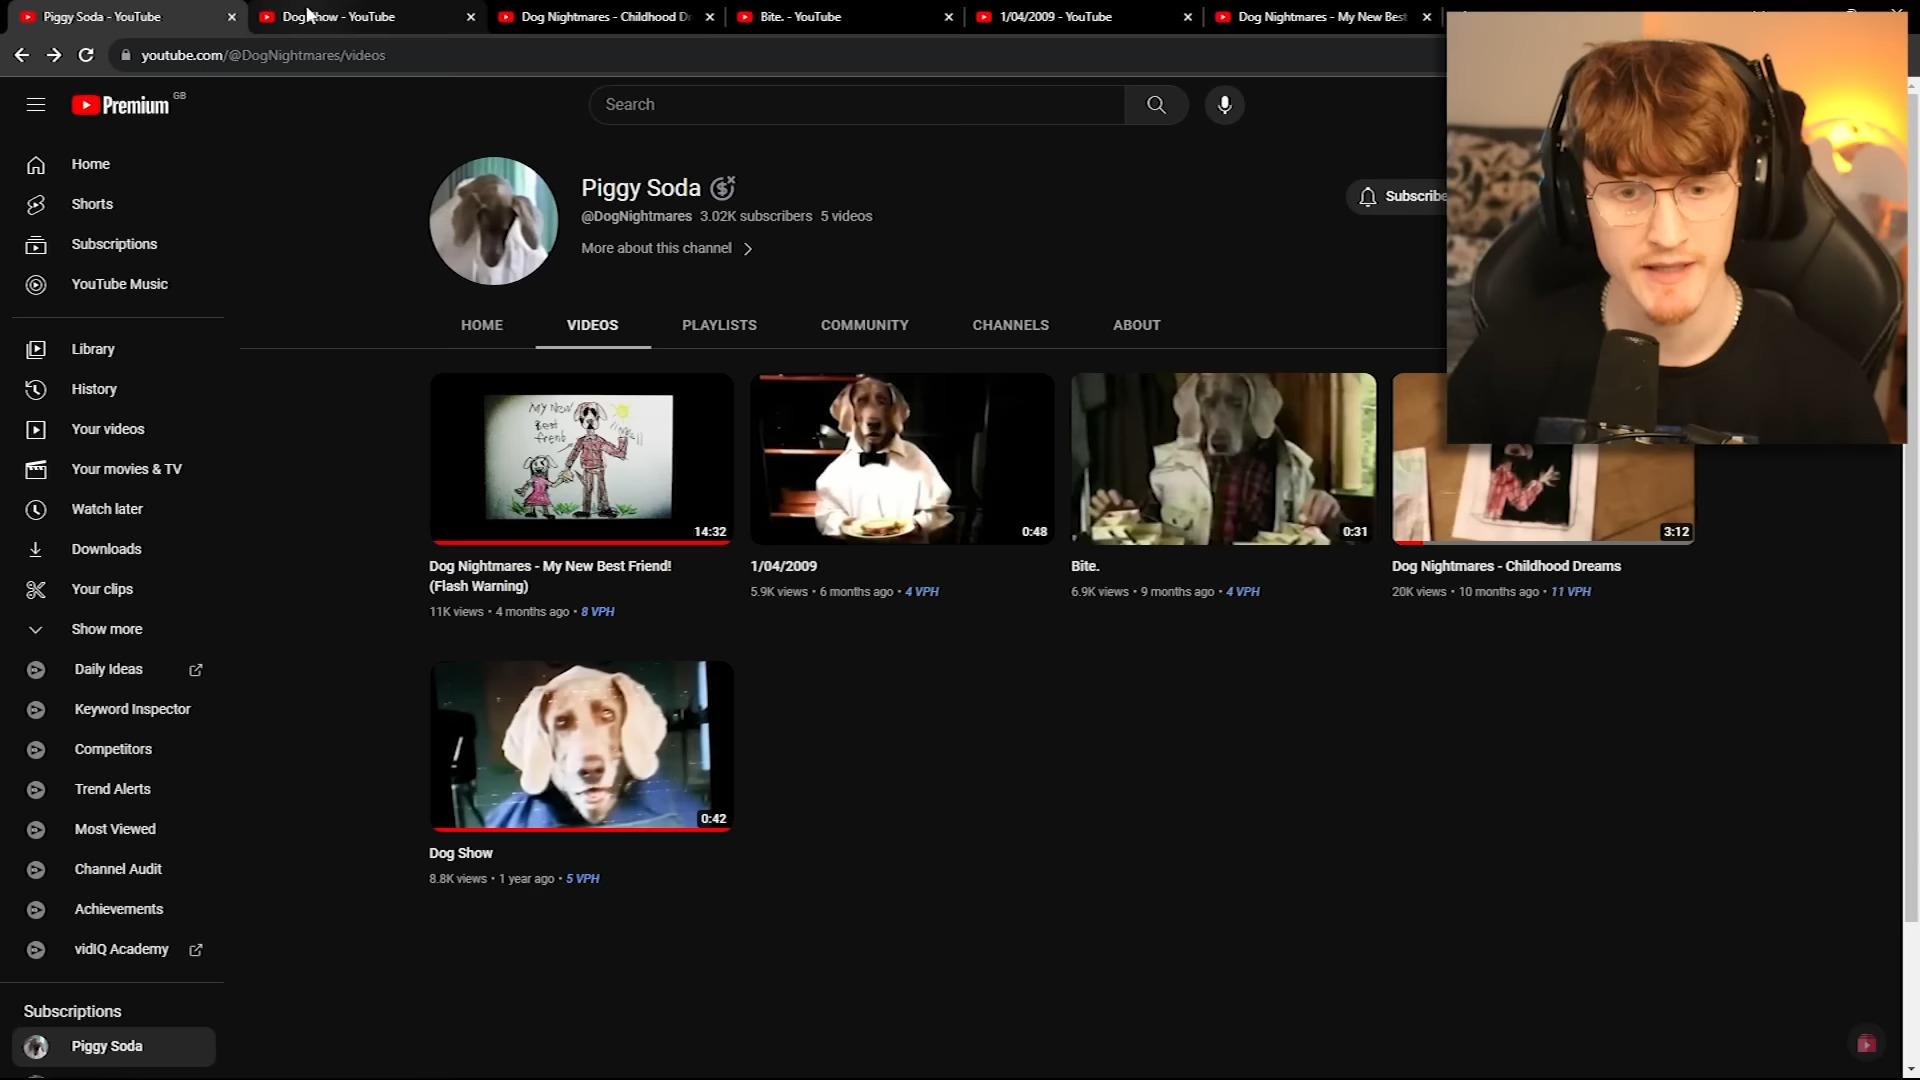 Piggy Soda - YouTube
Dog Show - YouTube
Dog Nightmares - Childhood Dr
Bite. - YouTube
1/04/2009 - YouTube
Dog Nightmares - My New Best
youtube.com/@DogNightmares/videos
Premium GB
Search
Home
Shorts
Subscriptions
YouTube Music
Library
History
Your videos
Your movies & TV
Watch later
Downloads
Your clips
Show more
Daily Ideas
Keyword Inspector
Competitors
Trend Alerts
Most Viewed
Channel Audit
Achievements
vidIQ Academy
Subscriptions
Piggy Soda
Piggy Soda
@DogNightmares 3.02K subscribers 5 videos
More about this channel
Subscribe
HOME
VIDEOS
PLAYLISTS
COMMUNITY
CHANNELS
ABOUT
My New
Best
frenb
14:32
Dog Nightmares - My New Best Friend!
(Flash Warning)
11K views • 4 months ago • 8 VPH
0:48
1/04/2009
5.9K views • 6 months ago • 4 VPH
0:31
Bite.
6.9K views • 9 months ago • 4 VPH
3:12
Dog Nightmares - Childhood Dreams
20K views • 10 months ago • 11 VPH
0:42
Dog Show
8.8K views • 1 year ago • 5 VPH